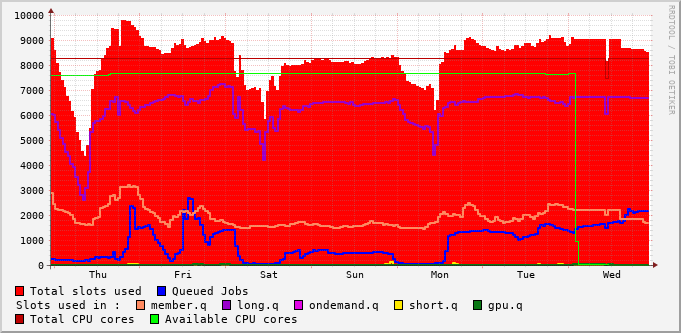 10000
9000
8000
7000
6000
5000
4000
3000
2000
1000
0
Thu Fri Sat Sun Mon Tue Wed
Total slots used Queued Jobs
Slots used in : member.q long.q ondemand.q short.q gpu.q
Total CPU cores Available CPU cores
RRDTOOL / TOBI OETIKER